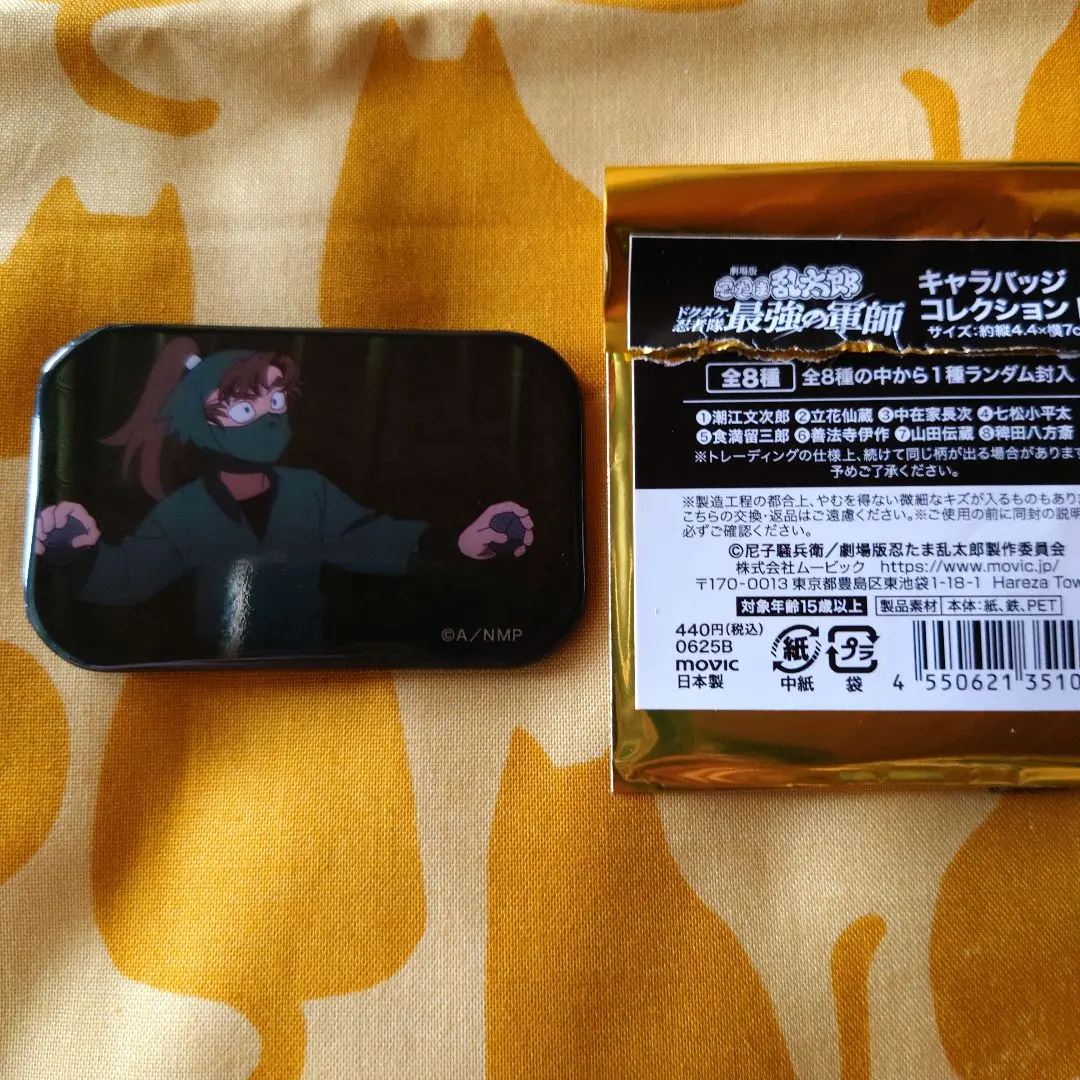 ©A/NMP
劇場版
忍たま乱太郎
ドクタケ忍者隊 最強の軍師
キャラバッジ
コレクション
サイズ:約縦4.4×横7c
全8種 全8種の中から1種ランダム封入
①潮江文次郎 ②立花仙蔵 ③中在家長次 ④七松小平太
⑤食満留三郎 ⑥善法寺伊作 ⑦山田伝蔵 ⑧稗田八方斎
※トレーディングの仕様上、続けて同じ柄が出る場合があります
予めご了承ください。
※製造工程の都合上、やむを得ない微細なキズが入るものもあり
こちらの交換・返品はご遠慮ください。※ご使用の前に同封の説明
必ずご確認ください。
©尼子騒兵衛/劇場版忍たま乱太郎製作委員会
株式会社ムービック https://www.movic.jp/
〒170-0013 東京都豊島区東池袋1-18-1 Hareza Tow
対象年齢15歳以上 製品素材 本体:紙、鉄、PET
440円(税込)
0625B
movic
日本製
紙
中紙
プラ
袋
4 550621 3510